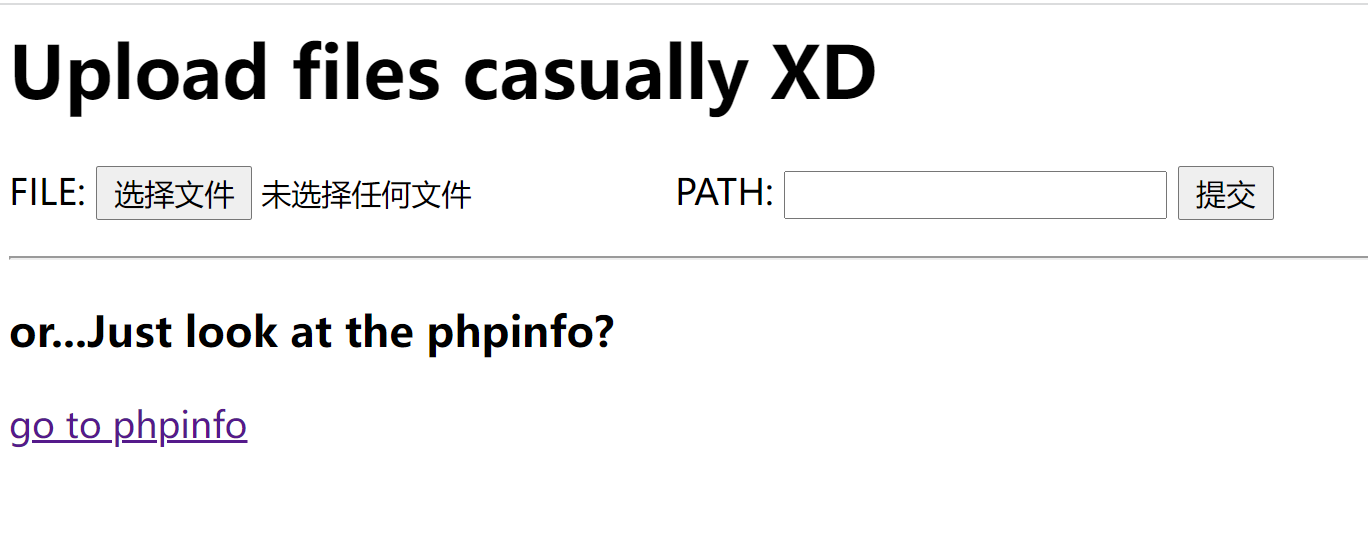 Upload files casually XD
FILE: 选择文件 未选择任何文件 PATH: 提交
or...Just look at the phpinfo?
go to phpinfo